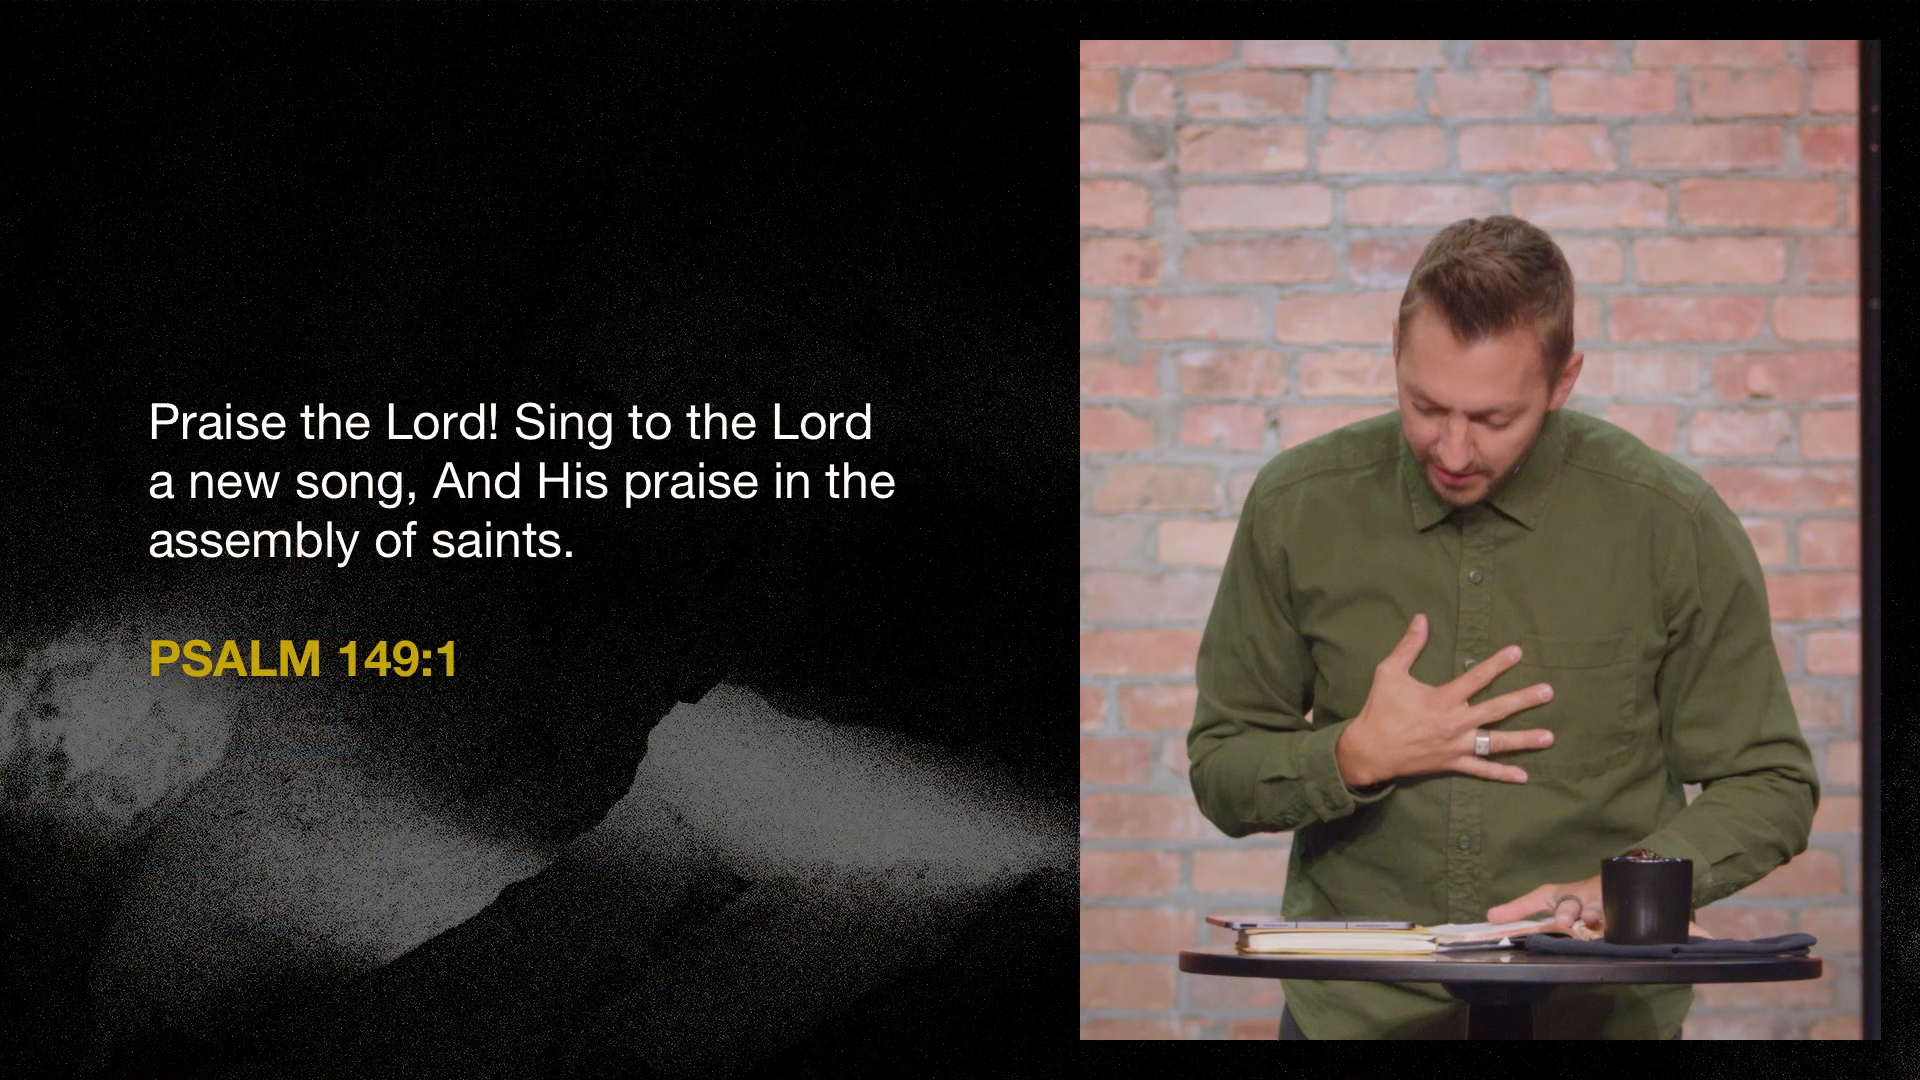 Praise the Lord! Sing to the Lord
a new song, And His praise in the
assembly of saints.
PSALM 149:1